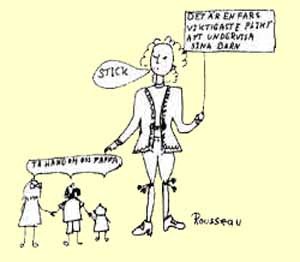 DET ÄR EN FARS
VIKTIGASTE PLIKT
ATT UNDERVISA
SINA BARN
STICK
TA HAND OM OSS PAPPA
Rousseau